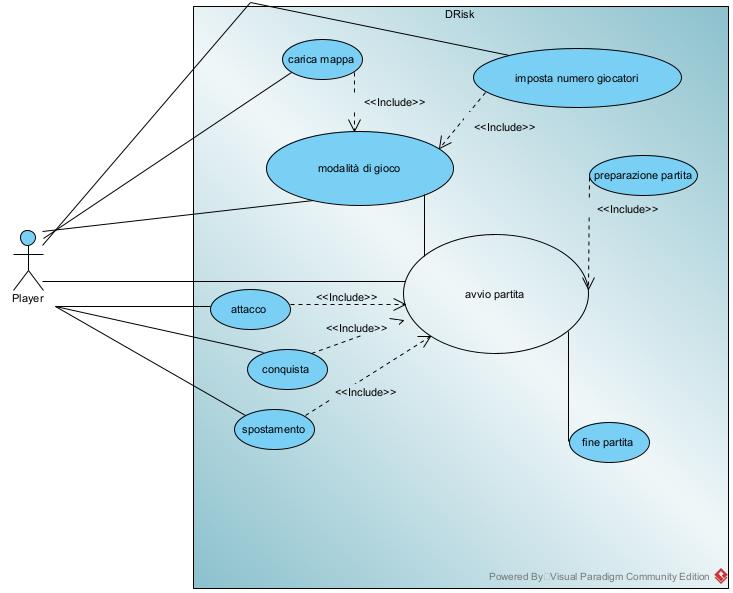 DRisk
carica mappa
imposta numero giocatori
<<Include>>
<<Include>>
modalità di gioco
preparazione partita
<<Include>>
Player
avvio partita
<<Include>>
attacco
<<Include>>
conquista
<<Include>>
spostamento
fine partita
Powered By Visual Paradigm Community Edition